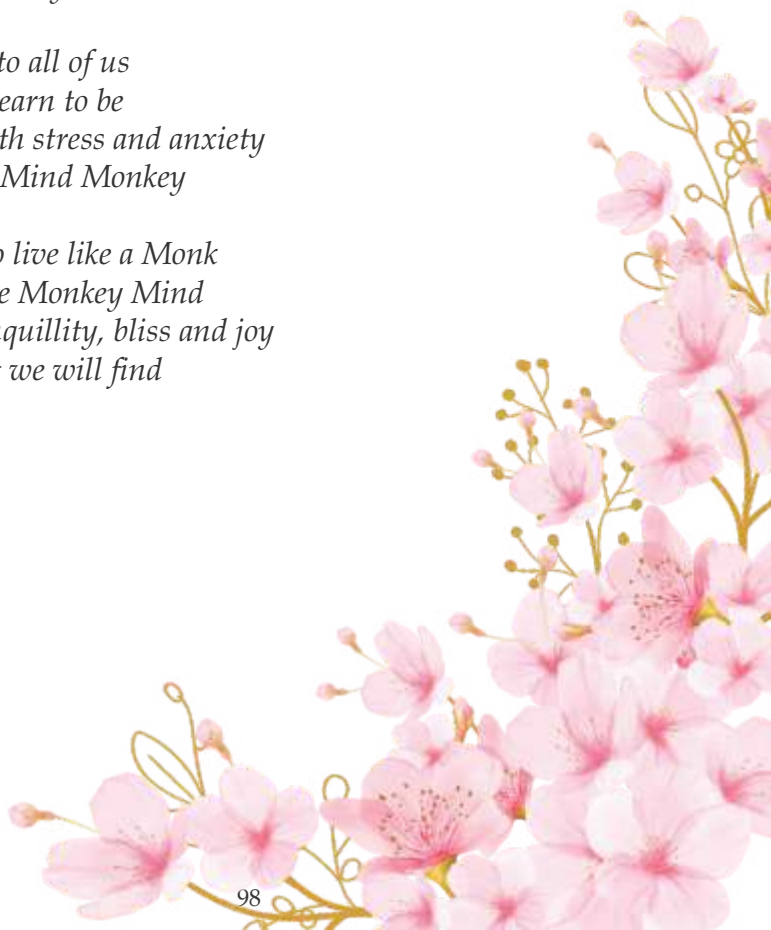 to all of us
earn to be
th stress and anxiety
Mind Monkey
live like a Monk
e Monkey Mind
quillity, bliss and joy
we will find
98